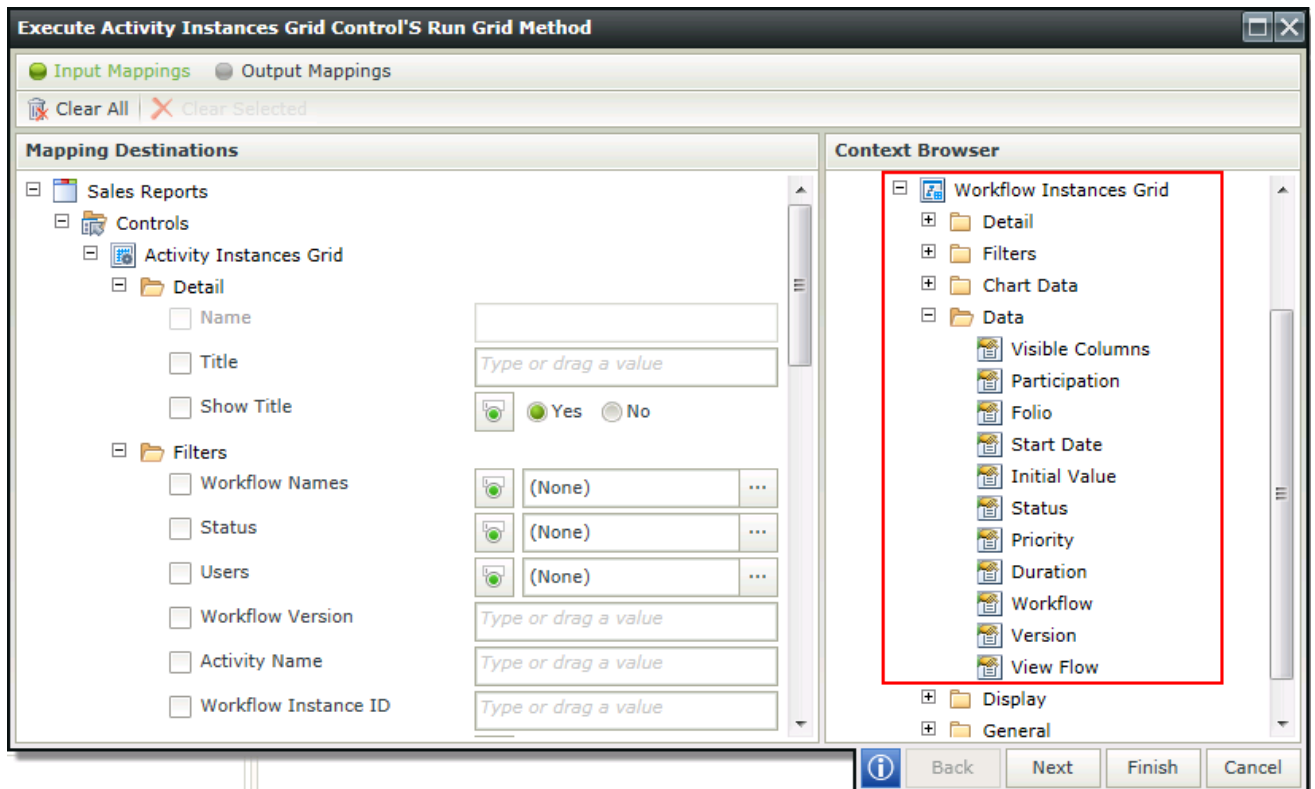 Execute Activity Instances Grid Control'S Run Grid Method
Input Mappings Output Mappings
Clear All Clear Selected
Mapping Destinations
Sales Reports
Controls
Activity Instances Grid
Detail
Name
Title Type or drag a value
Show Title Yes No
Filters
Workflow Names (None) ...
Status (None) ...
Users (None) ...
Workflow Version Type or drag a value
Activity Name Type or drag a value
Workflow Instance ID Type or drag a value
Context Browser
Workflow Instances Grid
Detail
Filters
Chart Data
Data
Visible Columns
Participation
Folio
Start Date
Initial Value
Status
Priority
Duration
Workflow
Version
View Flow
Display
General
Back Next Finish Cancel